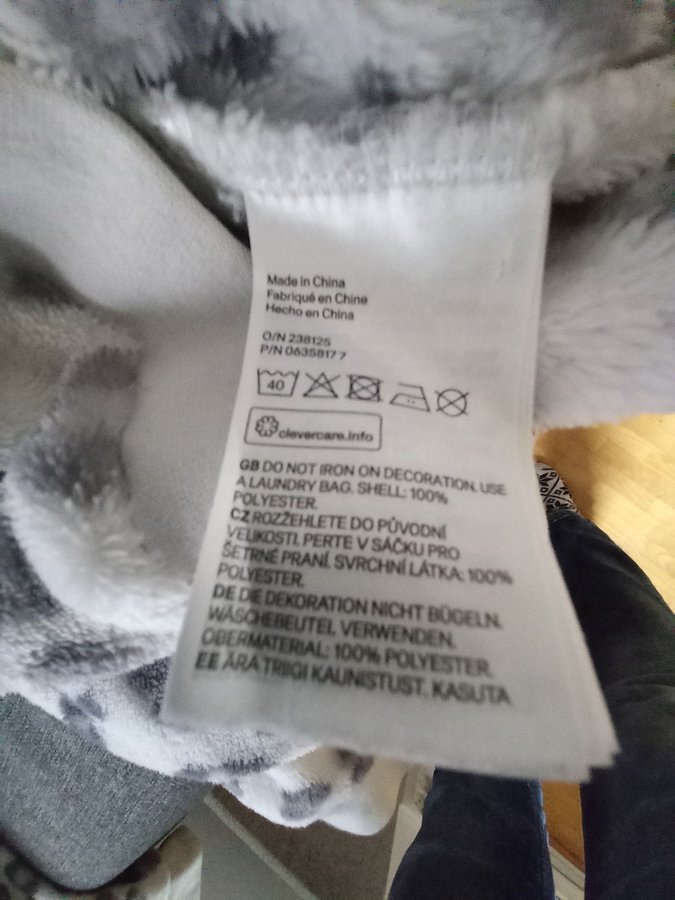 Made in China
Fabriqué en Chine
Hecho en China
O/N 238125
P/N 0635817 7
40
clevercare.info
GB DO NOT IRON ON DECORATION. USE
A LAUNDRY BAG. SHELL: 100%
POLYESTER.
CZ ROZŽEHLETE DO PŮVODNÍ
VELIKOSTI. PERTE V SÁČKU PRO
ŠETRNÉ PRANÍ. SVRCHNÍ LÁTKA: 100%
POLYESTER.
DE DIE DEKORATION NICHT BÜGELN.
WÄSCHEBEUTEL VERWENDEN.
OBERMATERIAL: 100% POLYESTER.
EE ÄRA TRIIGI KAUNISTUST. KASUTA